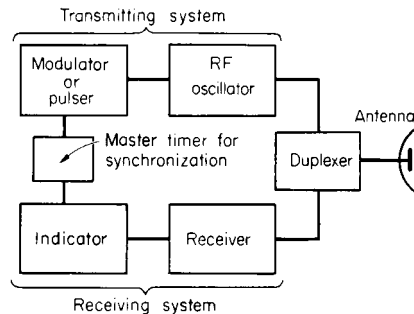 Transmitting system
Modulator
or
pulser
RF
oscillator
Master timer for
synchronization
Antenna
Duplexer
Indicator
Receiver
Receiving system